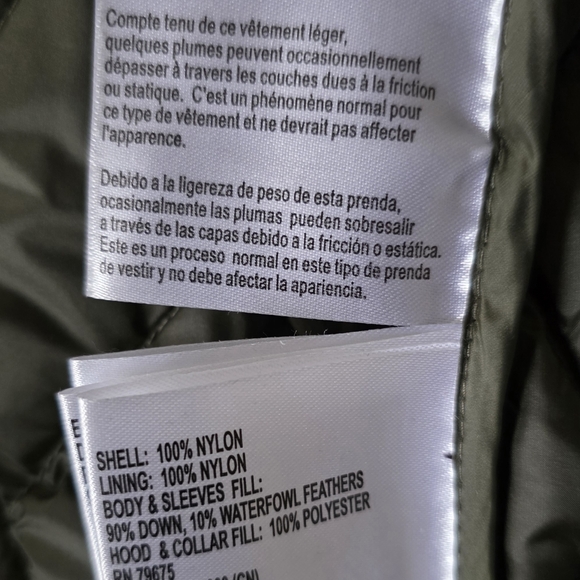 Compte tenu de ce vêtement léger,
quelques plumes peuvent occasionnellement
dépasser à travers les couches dues à la friction
ou statique. C'est un phénomène normal pour
ce type de vêtement et ne devrait pas affecter
l'apparence.
Debido a la ligereza de peso de esta prenda,
ocasionalmente las plumas pueden sobresalir
a través de las capas debido a la fricción o estática.
Este es un proceso normal en este tipo de prenda
de vestir y no debe afectar la apariencia.
SHELL: 100% NYLON
LINING: 100% NYLON
BODY & SLEEVES FILL:
90% DOWN, 10% WATERFOWL FEATHERS
HOOD & COLLAR FILL: 100% POLYESTER
RN 79675
(CN)